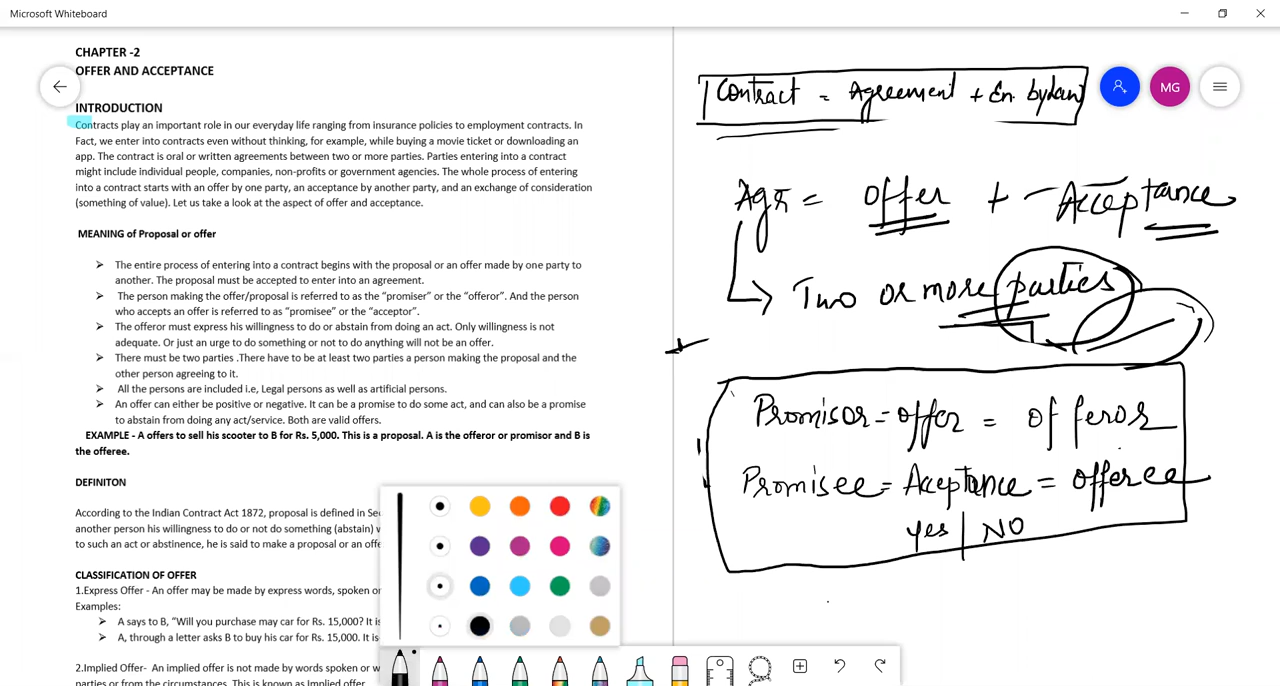 Microsoft Whiteboard
CHAPTER -2
OFFER AND ACCEPTANCE
INTRODUCTION
Contracts play an important role in our everyday life ranging from insurance policies to employment contracts. In
Fact, we enter into contracts even without thinking, for example, while buying a movie ticket or downloading an
app. The contract is oral or written agreements between two or more parties. Parties entering into a contract
might include individual people, companies, non-profits or government agencies. The whole process of entering
into a contract starts with an offer by one party, an acceptance by another party, and an exchange of consideration
(something of value). Let us take a look at the aspect of offer and acceptance.
MEANING of Proposal or offer
➢ The entire process of entering into a contract begins with the proposal or an offer made by one party to
another. The proposal must be accepted to enter into an agreement.
➢ The person making the offer/proposal is referred to as the “promiser” or the “offeror”. And the person
who accepts an offer is referred to as “promisee” or the “acceptor”.
➢ The offeror must express his willingness to do or abstain from doing an act. Only willingness is not
adequate. Or just an urge to do something or not to do anything will not be an offer.
➢ There must be two parties .There have to be at least two parties a person making the proposal and the
other person agreeing to it.
➢ All the persons are included i.e, Legal persons as well as artificial persons.
➢ An offer can either be positive or negative. It can be a promise to do some act, and can also be a promise
to abstain from doing any act/service. Both are valid offers.
EXAMPLE - A offers to sell his scooter to B for Rs. 5,000. This is a proposal. A is the offeror or promisor and B is
the offeree.
DEFINITON
According to the Indian Contract Act 1872, proposal is defined in Sec
another person his willingness to do or not do something (abstain) w
to such an act or abstinence, he is said to make a proposal or an offe
CLASSIFICATION OF OFFER
1.Express Offer - An offer may be made by express words, spoken or
Examples:
➢ A says to B, “Will you purchase may car for Rs. 15,000? It is
➢ A, through a letter asks B to buy his car for Rs. 15,000. It is
2.Implied Offer- An implied offer is not made by words spoken or w
parties or from the circumstances. This is known as Implied offer.
Contract = Agreement + En. by Law
MG
Agr = Offer + Acceptance
Two or more parties
Promisor = offer = offeror
Promisee = Aceptance = offeree
yes | NO